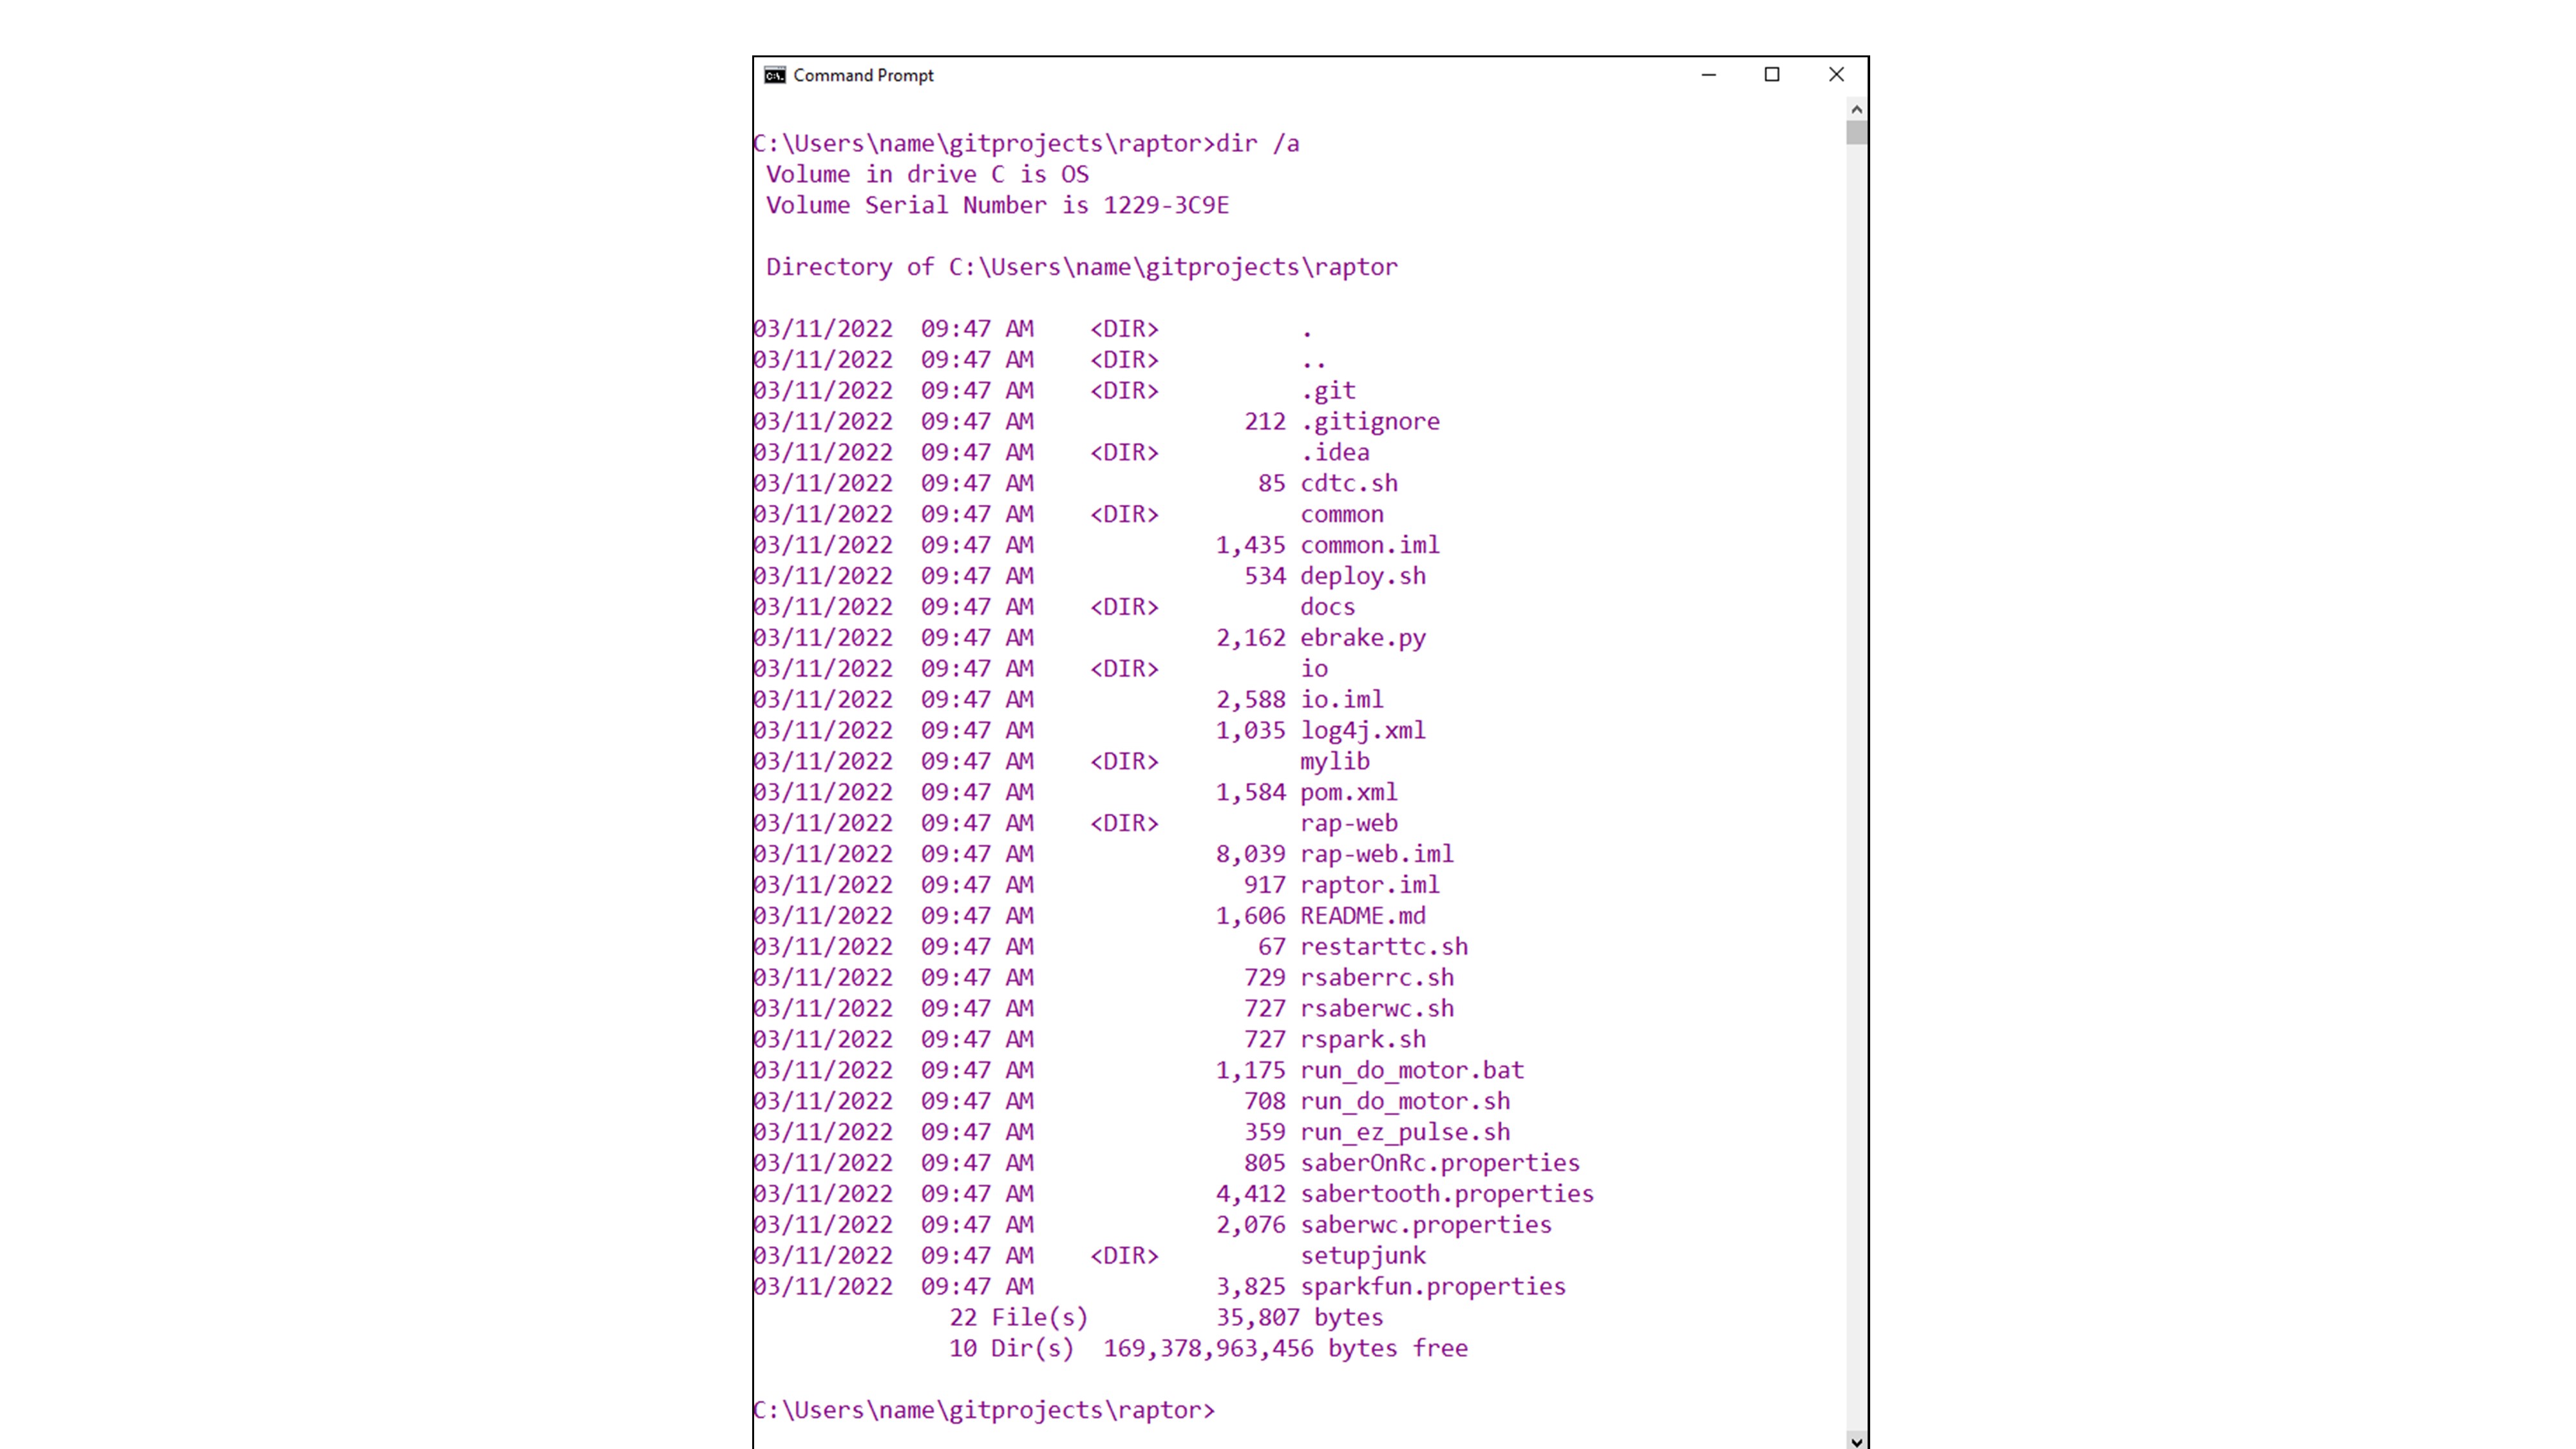 Command Prompt
C:\Users\name\gitprojects\raptor>dir /a
 Volume in drive C is OS
 Volume Serial Number is 1229-3C9E

 Directory of C:\Users\name\gitprojects\raptor

03/11/2022  09:47 AM    <DIR>          .
03/11/2022  09:47 AM    <DIR>          ..
03/11/2022  09:47 AM    <DIR>          .git
03/11/2022  09:47 AM               212 .gitignore
03/11/2022  09:47 AM    <DIR>          .idea
03/11/2022  09:47 AM                85 cdtc.sh
03/11/2022  09:47 AM    <DIR>          common
03/11/2022  09:47 AM             1,435 common.iml
03/11/2022  09:47 AM               534 deploy.sh
03/11/2022  09:47 AM    <DIR>          docs
03/11/2022  09:47 AM             2,162 ebrake.py
03/11/2022  09:47 AM    <DIR>          io
03/11/2022  09:47 AM             2,588 io.iml
03/11/2022  09:47 AM             1,035 log4j.xml
03/11/2022  09:47 AM    <DIR>          mylib
03/11/2022  09:47 AM             1,584 pom.xml
03/11/2022  09:47 AM    <DIR>          rap-web
03/11/2022  09:47 AM             8,039 rap-web.iml
03/11/2022  09:47 AM               917 raptor.iml
03/11/2022  09:47 AM             1,606 README.md
03/11/2022  09:47 AM                67 restarttc.sh
03/11/2022  09:47 AM               729 rsaberrc.sh
03/11/2022  09:47 AM               727 rsaberwc.sh
03/11/2022  09:47 AM               727 rspark.sh
03/11/2022  09:47 AM             1,175 run_do_motor.bat
03/11/2022  09:47 AM               708 run_do_motor.sh
03/11/2022  09:47 AM               359 run_ez_pulse.sh
03/11/2022  09:47 AM               805 saberOnRc.properties
03/11/2022  09:47 AM             4,412 sabertooth.properties
03/11/2022  09:47 AM             2,076 saberwc.properties
03/11/2022  09:47 AM    <DIR>          setupjunk
03/11/2022  09:47 AM             3,825 sparkfun.properties
              22 File(s)         35,807 bytes
              10 Dir(s)  169,378,963,456 bytes free

C:\Users\name\gitprojects\raptor>